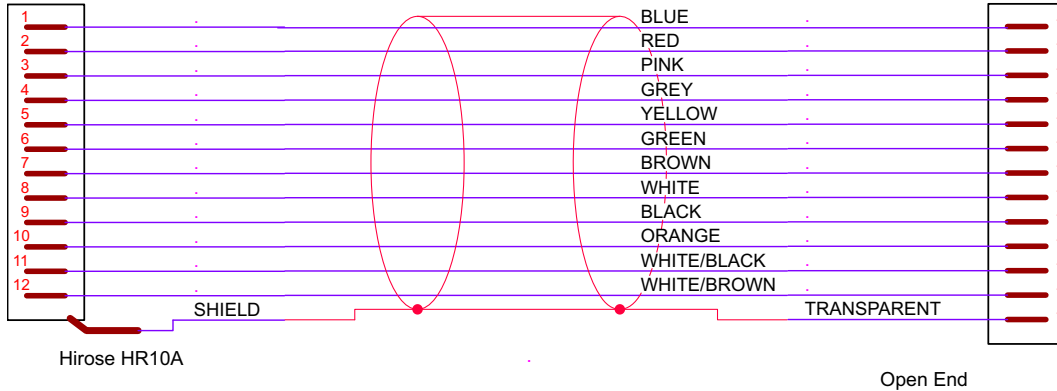 1 BLUE
2 RED
3 PINK
4 GREY
5 YELLOW
6 GREEN
7 BROWN
8 WHITE
9 BLACK
10 ORANGE
11 WHITE/BLACK
12 WHITE/BROWN
SHIELD TRANSPARENT
Hirose HR10A
Open End